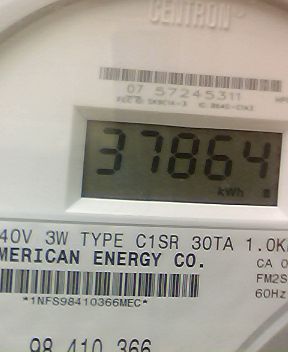 CENTRON
07 57245311
37864
kWh
40V 3W TYPE C1SR 30TA 1.0K
MERICAN ENERGY CO.
CA 0
FM2S
*1NFS98410366MEC*
60Hz
98 410 366